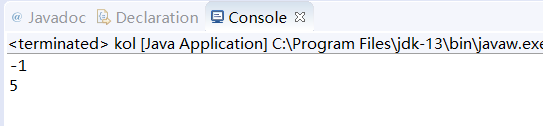 @ Javadoc Declaration Console
<terminated> kol [Java Application] C:\Program Files\jdk-13\bin\javaw.exe
-1
5